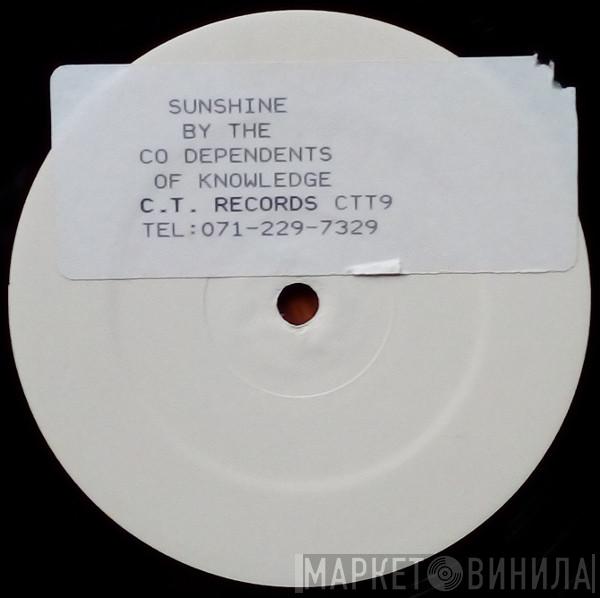 SUNSHINE
BY THE
CO DEPENDENTS
OF KNOWLEDGE
C.T. RECORDS CTT9
TEL:071-229-7329
МАРКЕТ ВИНИЛА